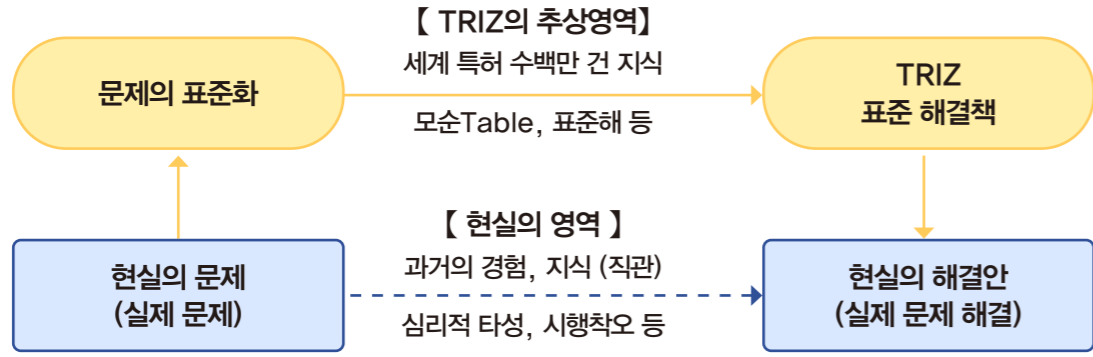 【 TRIZ의 추상영역】
세계 특허 수백만 건 지식
문제의 표준화
모순Table, 표준해 등
TRIZ
표준 해결책
【 현실의 영역 】
과거의 경험, 지식 (직관)
현실의 문제
(실제 문제)
심리적 타성, 시행착오 등
현실의 해결안
(실제 문제 해결)